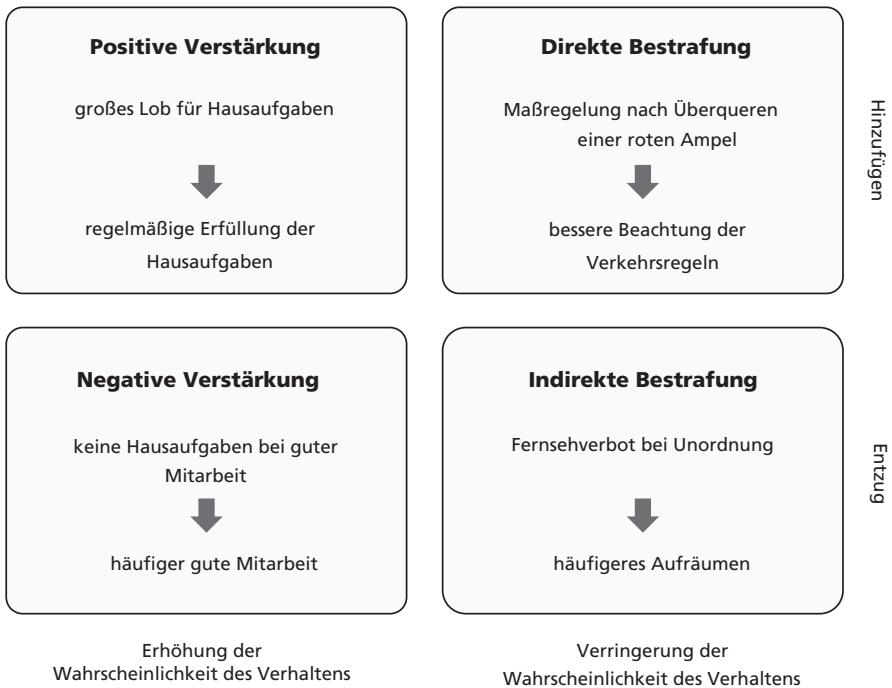 Positive Verstärkung
großes Lob für Hausaufgaben
regelmäßige Erfüllung der
Hausaufgaben
Direkte Bestrafung
Maßregelung nach Überqueren
einer roten Ampel
bessere Beachtung der
Verkehrsregeln
Hinzufügen
Negative Verstärkung
keine Hausaufgaben bei guter
Mitarbeit
häufiger gute Mitarbeit
Indirekte Bestrafung
Fernsehverbot bei Unordnung
häufigeres Aufräumen
Entzug
Erhöhung der
Wahrscheinlichkeit des Verhaltens
Verringerung der
Wahrscheinlichkeit des Verhaltens